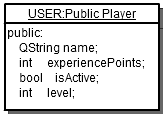 USER:Public Player
public:
QString name;
int experiencePoints;
bool isActive;
int level;